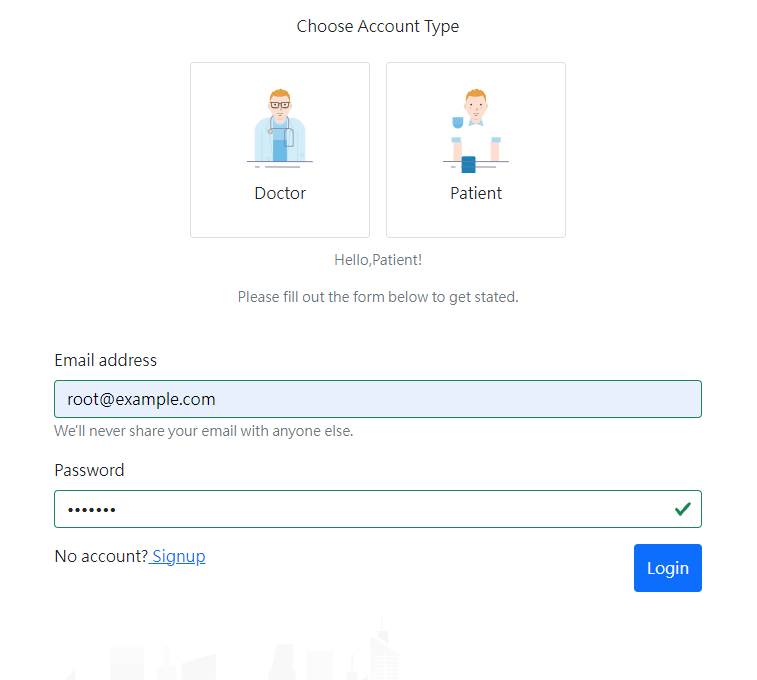 Choose Account Type
Doctor
Patient
Hello,Patient!
Please fill out the form below to get stated.
Email address
root@example.com
We'll never share your email with anyone else.
Password
•••••••
No account? Signup
Login